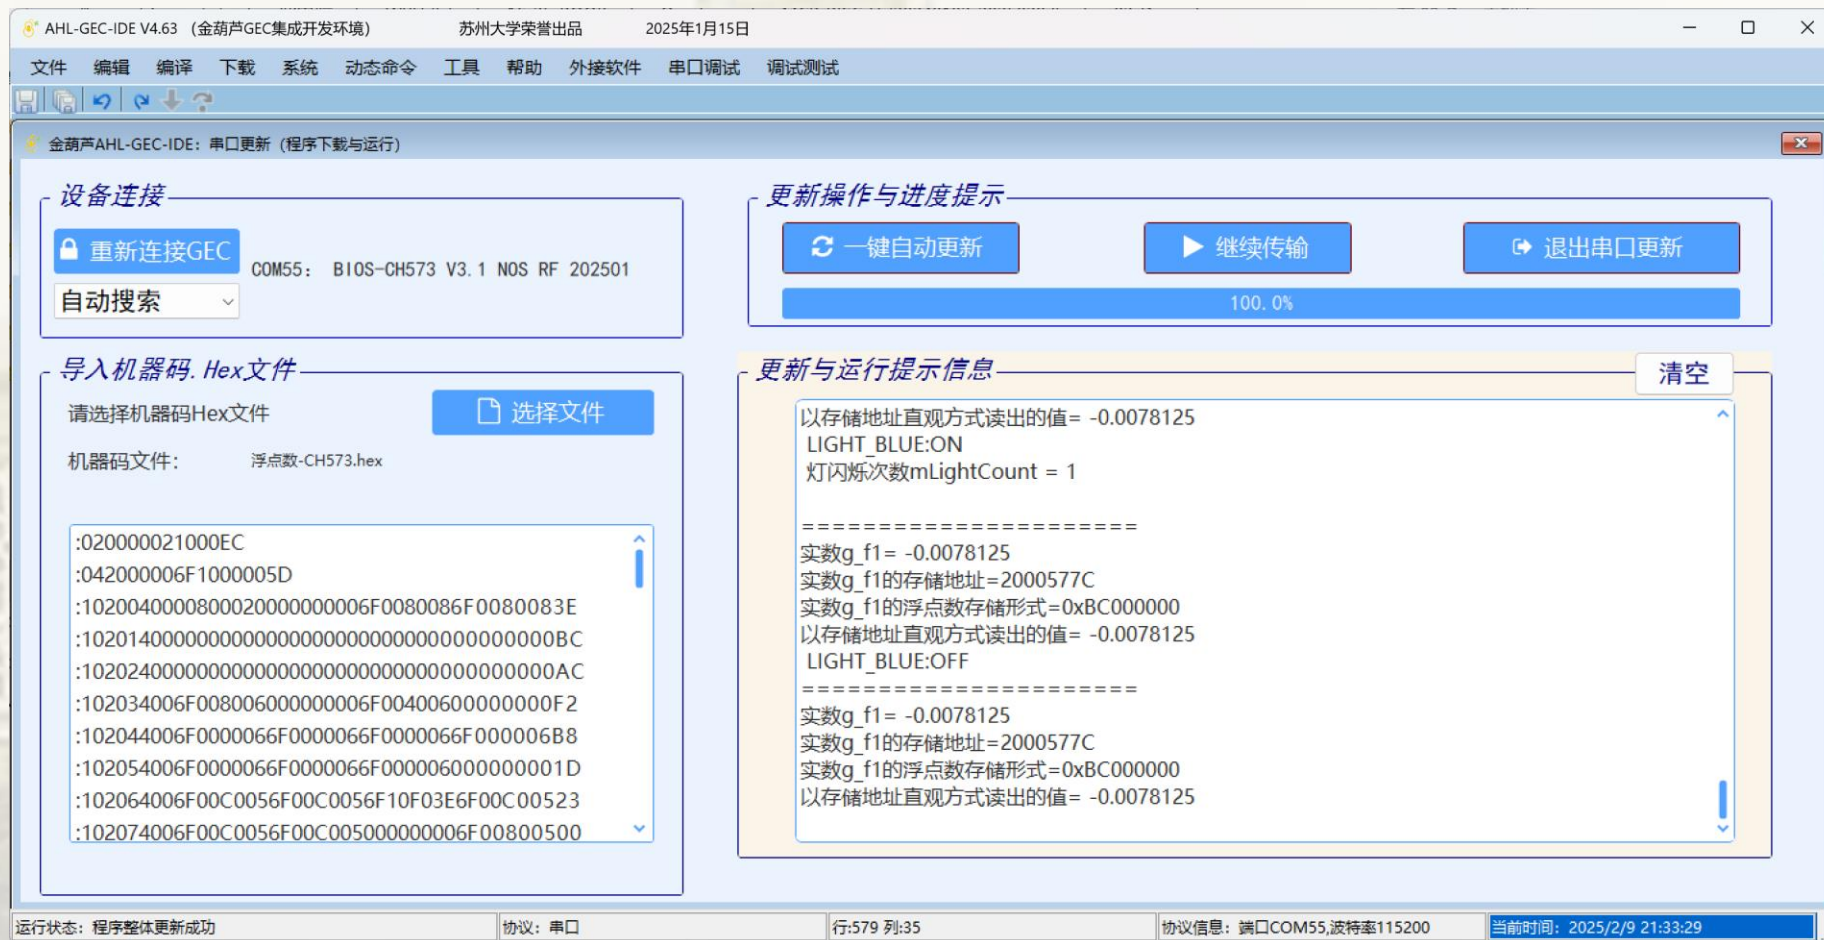 AHL-GEC-IDE V4.63 (金葫芦GEC集成开发环境) 苏州大学荣誉出品 2025年1月15日
文件 编辑 编译 下载 系统 动态命令 工具 帮助 外接软件 串口调试 调试测试
金葫芦AHL-GEC-IDE：串口更新（程序下载与运行）
设备连接
重新连接GEC
COM55： BIOS-CH573 V3.1 NOS RF 202501
自动搜索
更新操作与进度提示
一键自动更新 继续传输 退出串口更新
100.0%
导入机器码.Hex文件
请选择机器码Hex文件 选择文件
机器码文件： 浮点数-CH573.hex
:020000021000EC
:042000006F1000005D
:1020040000800020000000006F0080086F0080083E
:10201400000000000000000000000000000000BC
:10202400000000000000000000000000000000AC
:102034006F008006000000006F00400600000000F2
:102044006F0000066F0000066F0000066F000006B8
:102054006F0000066F0000066F000006000000001D
:102064006F00C0056F00C0056F10F03E6F00C00523
:102074006F00C0056F00C005000000006F00800500
更新与运行提示信息
清空
以存储地址直观方式读出的值= -0.0078125
LIGHT_BLUE:ON
灯闪烁次数mLightCount = 1
======================
实数g_f1= -0.0078125
实数g_f1的存储地址=2000577C
实数g_f1的浮点数存储形式=0xBC000000
以存储地址直观方式读出的值= -0.0078125
LIGHT_BLUE:OFF
======================
实数g_f1= -0.0078125
实数g_f1的存储地址=2000577C
实数g_f1的浮点数存储形式=0xBC000000
以存储地址直观方式读出的值= -0.0078125
运行状态：程序整体更新成功 协议：串口 行:579 列:35 协议信息：端口COM55,波特率115200 当前时间：2025/2/9 21:33:29